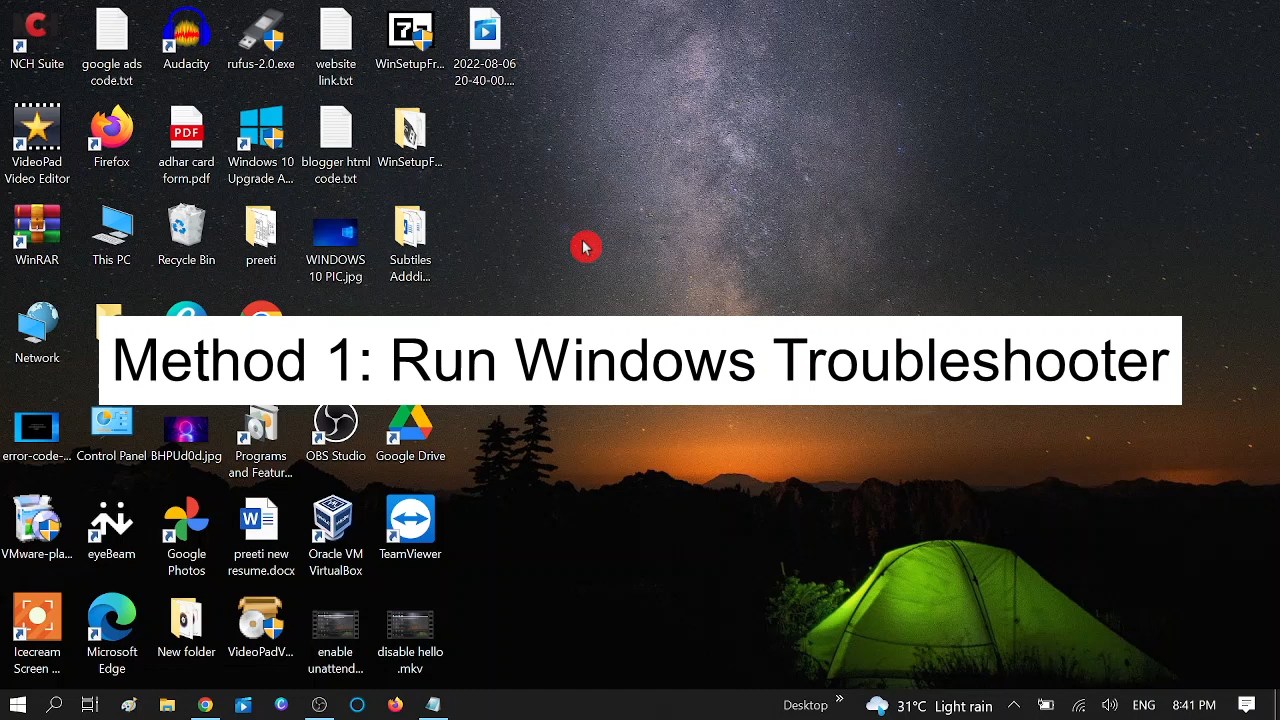 NCH Suite
google ads
code.txt
Audacity
rufus-2.0.exe
website
link.txt
WinSetupFr...
2022-08-06
20-40-00....
VideoPad
Video Editor
Firefox
PDF
adhar card
form.pdf
Windows 10
Upgrade A...
blogger html
code.txt
WinSetupF...
WinRAR
This PC
Recycle Bin
preeti
WINDOWS
10 PIC.jpg
Subtiles
Adddi...
Network
Method 1: Run Windows Troubleshooter
error-code-...
Control Panel
BHPUd0d.jpg
Programs
and Featur...
OBS Studio
Google Drive
VMware-pla...
eyeBeam
Google
Photos
W
preeti new
resume.docx
Oracle VM
VirtualBox
TeamViewer
Icecream
Screen ...
Microsoft
Edge
New folder
VideoPadV...
enable
unattend...
disable hello
.mkv
Desktop
31°C Light rain
ENG
8:41 PM